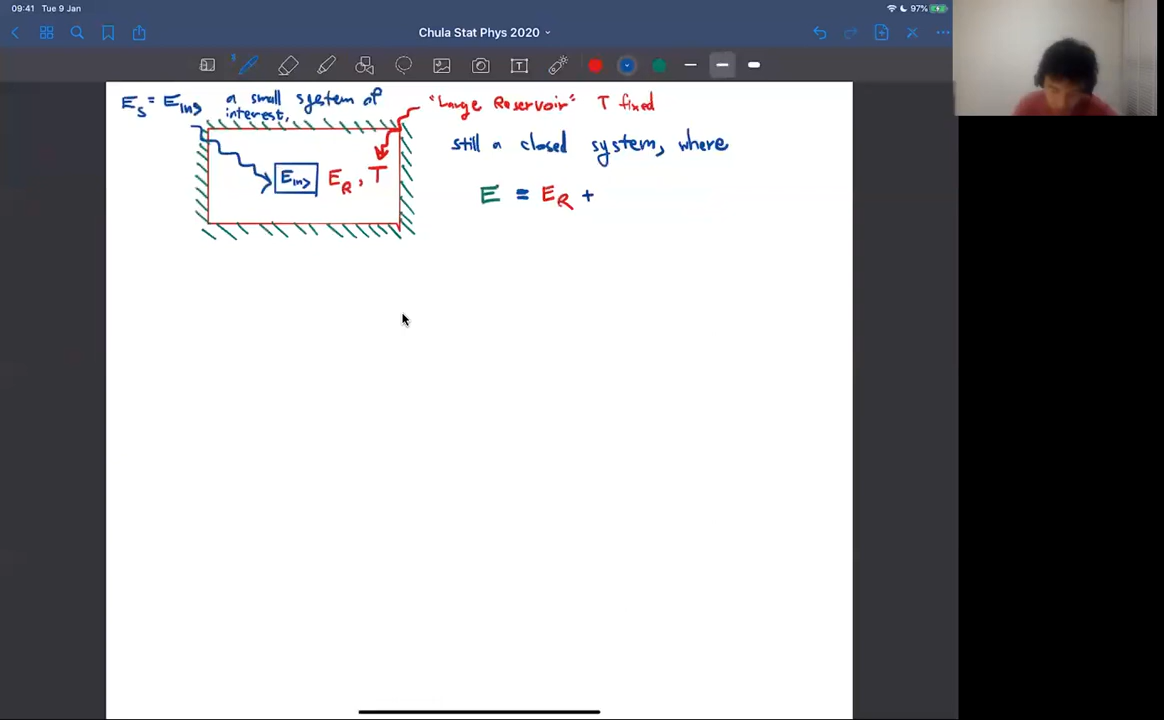 09:41 Tue 9 Jan
97%
Chula Stat Phys 2020
E_S = E_{|n>} a small system of
interest,
"Large Reservoir" T fixed
still a closed system, where
E_{|n>} E_R, T
E ≡ E_R +